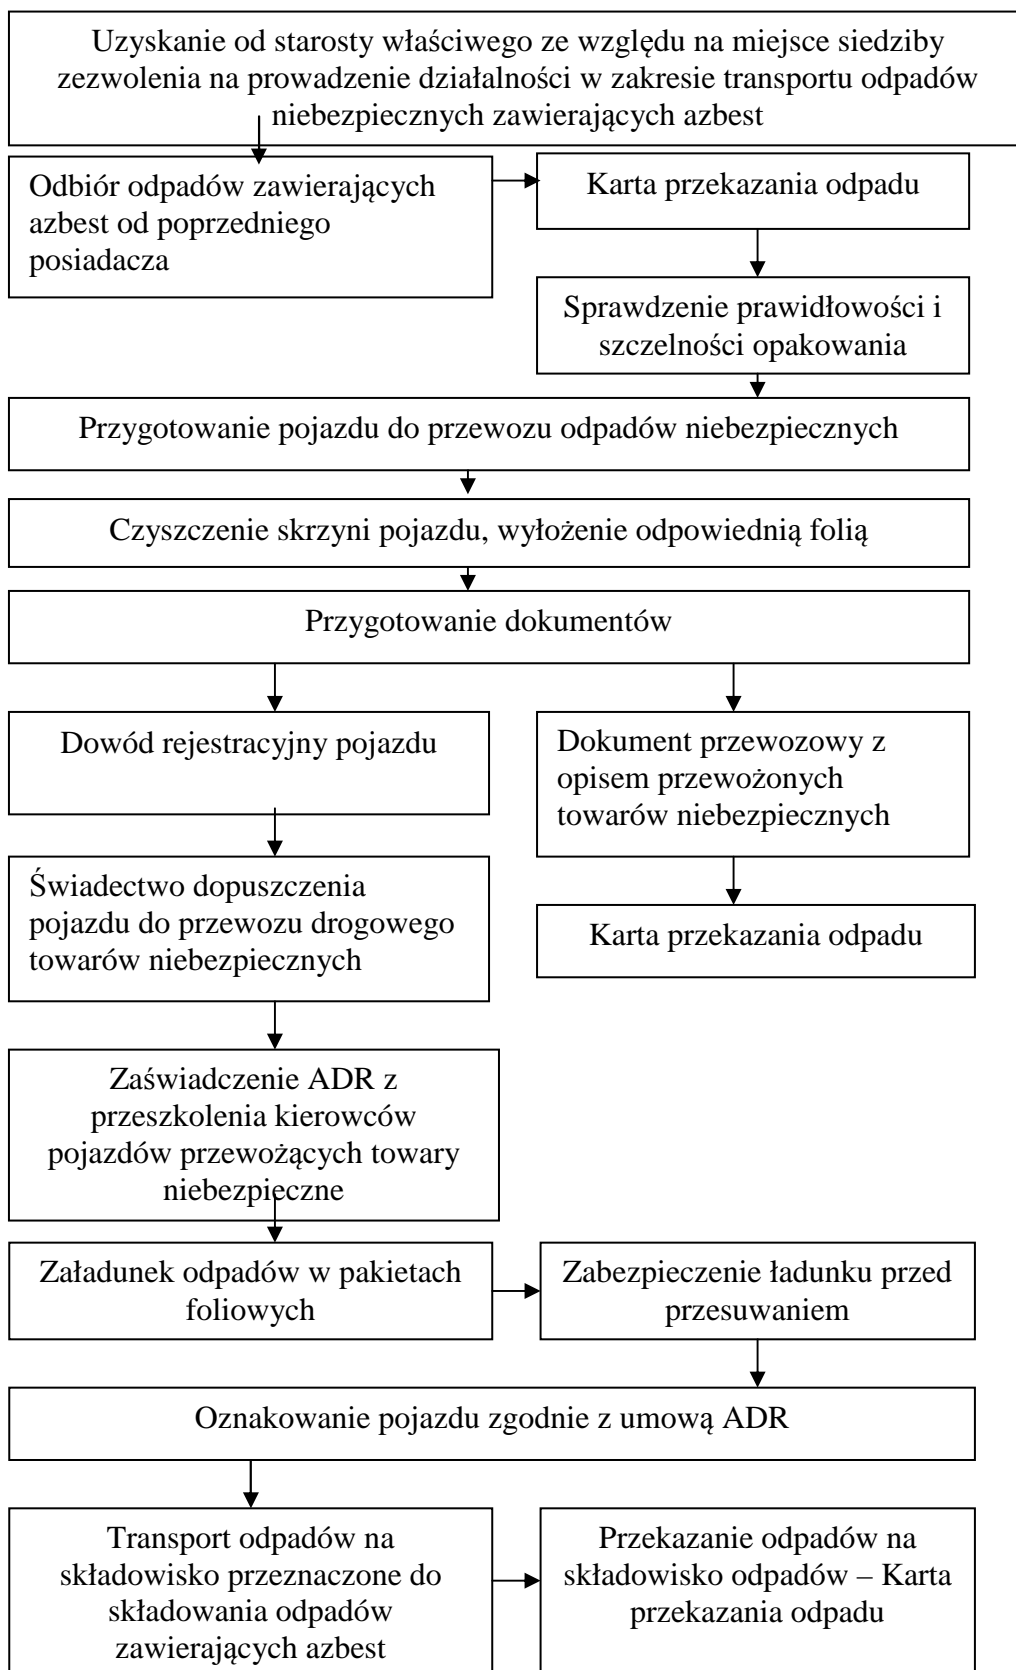 Uzyskanie od starosty właściwego ze względu na miejsce siedziby
zezwolenia na prowadzenie działalności w zakresie transportu odpadów
niebezpiecznych zawierających azbest
Odbiór odpadów zawierających
azbest od poprzedniego
posiadacza
Karta przekazania odpadu
Sprawdzenie prawidłowości i
szczelności opakowania
Przygotowanie pojazdu do przewozu odpadów niebezpiecznych
Czyszczenie skrzyni pojazdu, wyłożenie odpowiednią folią
Przygotowanie dokumentów
Dowód rejestracyjny pojazdu
Dokument przewozowy z
opisem przewożonych
towarów niebezpiecznych
Świadectwo dopuszczenia
pojazdu do przewozu drogowego
towarów niebezpiecznych
Karta przekazania odpadu
Zaświadczenie ADR z
przeszkolenia kierowców
pojazdów przewożących towary
niebezpieczne
Załadunek odpadów w pakietach
foliowych
Zabezpieczenie ładunku przed
przesuwaniem
Oznakowanie pojazdu zgodnie z umową ADR
Transport odpadów na
składowisko przeznaczone do
składowania odpadów
zawierających azbest
Przekazanie odpadów na
składowisko odpadów – Karta
przekazania odpadu